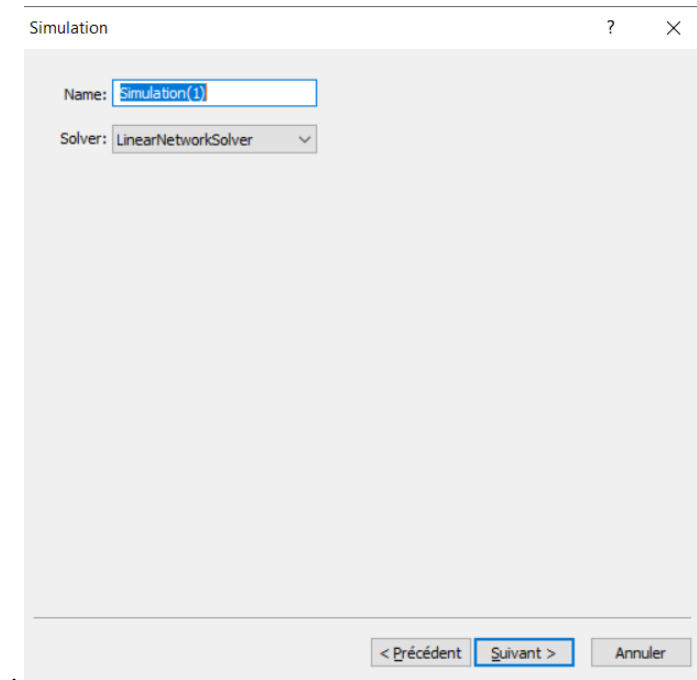 Simulation ?
Name: Simulation(1)
Solver: LinearNetworkSolver
< Précédent Suivant > Annuler